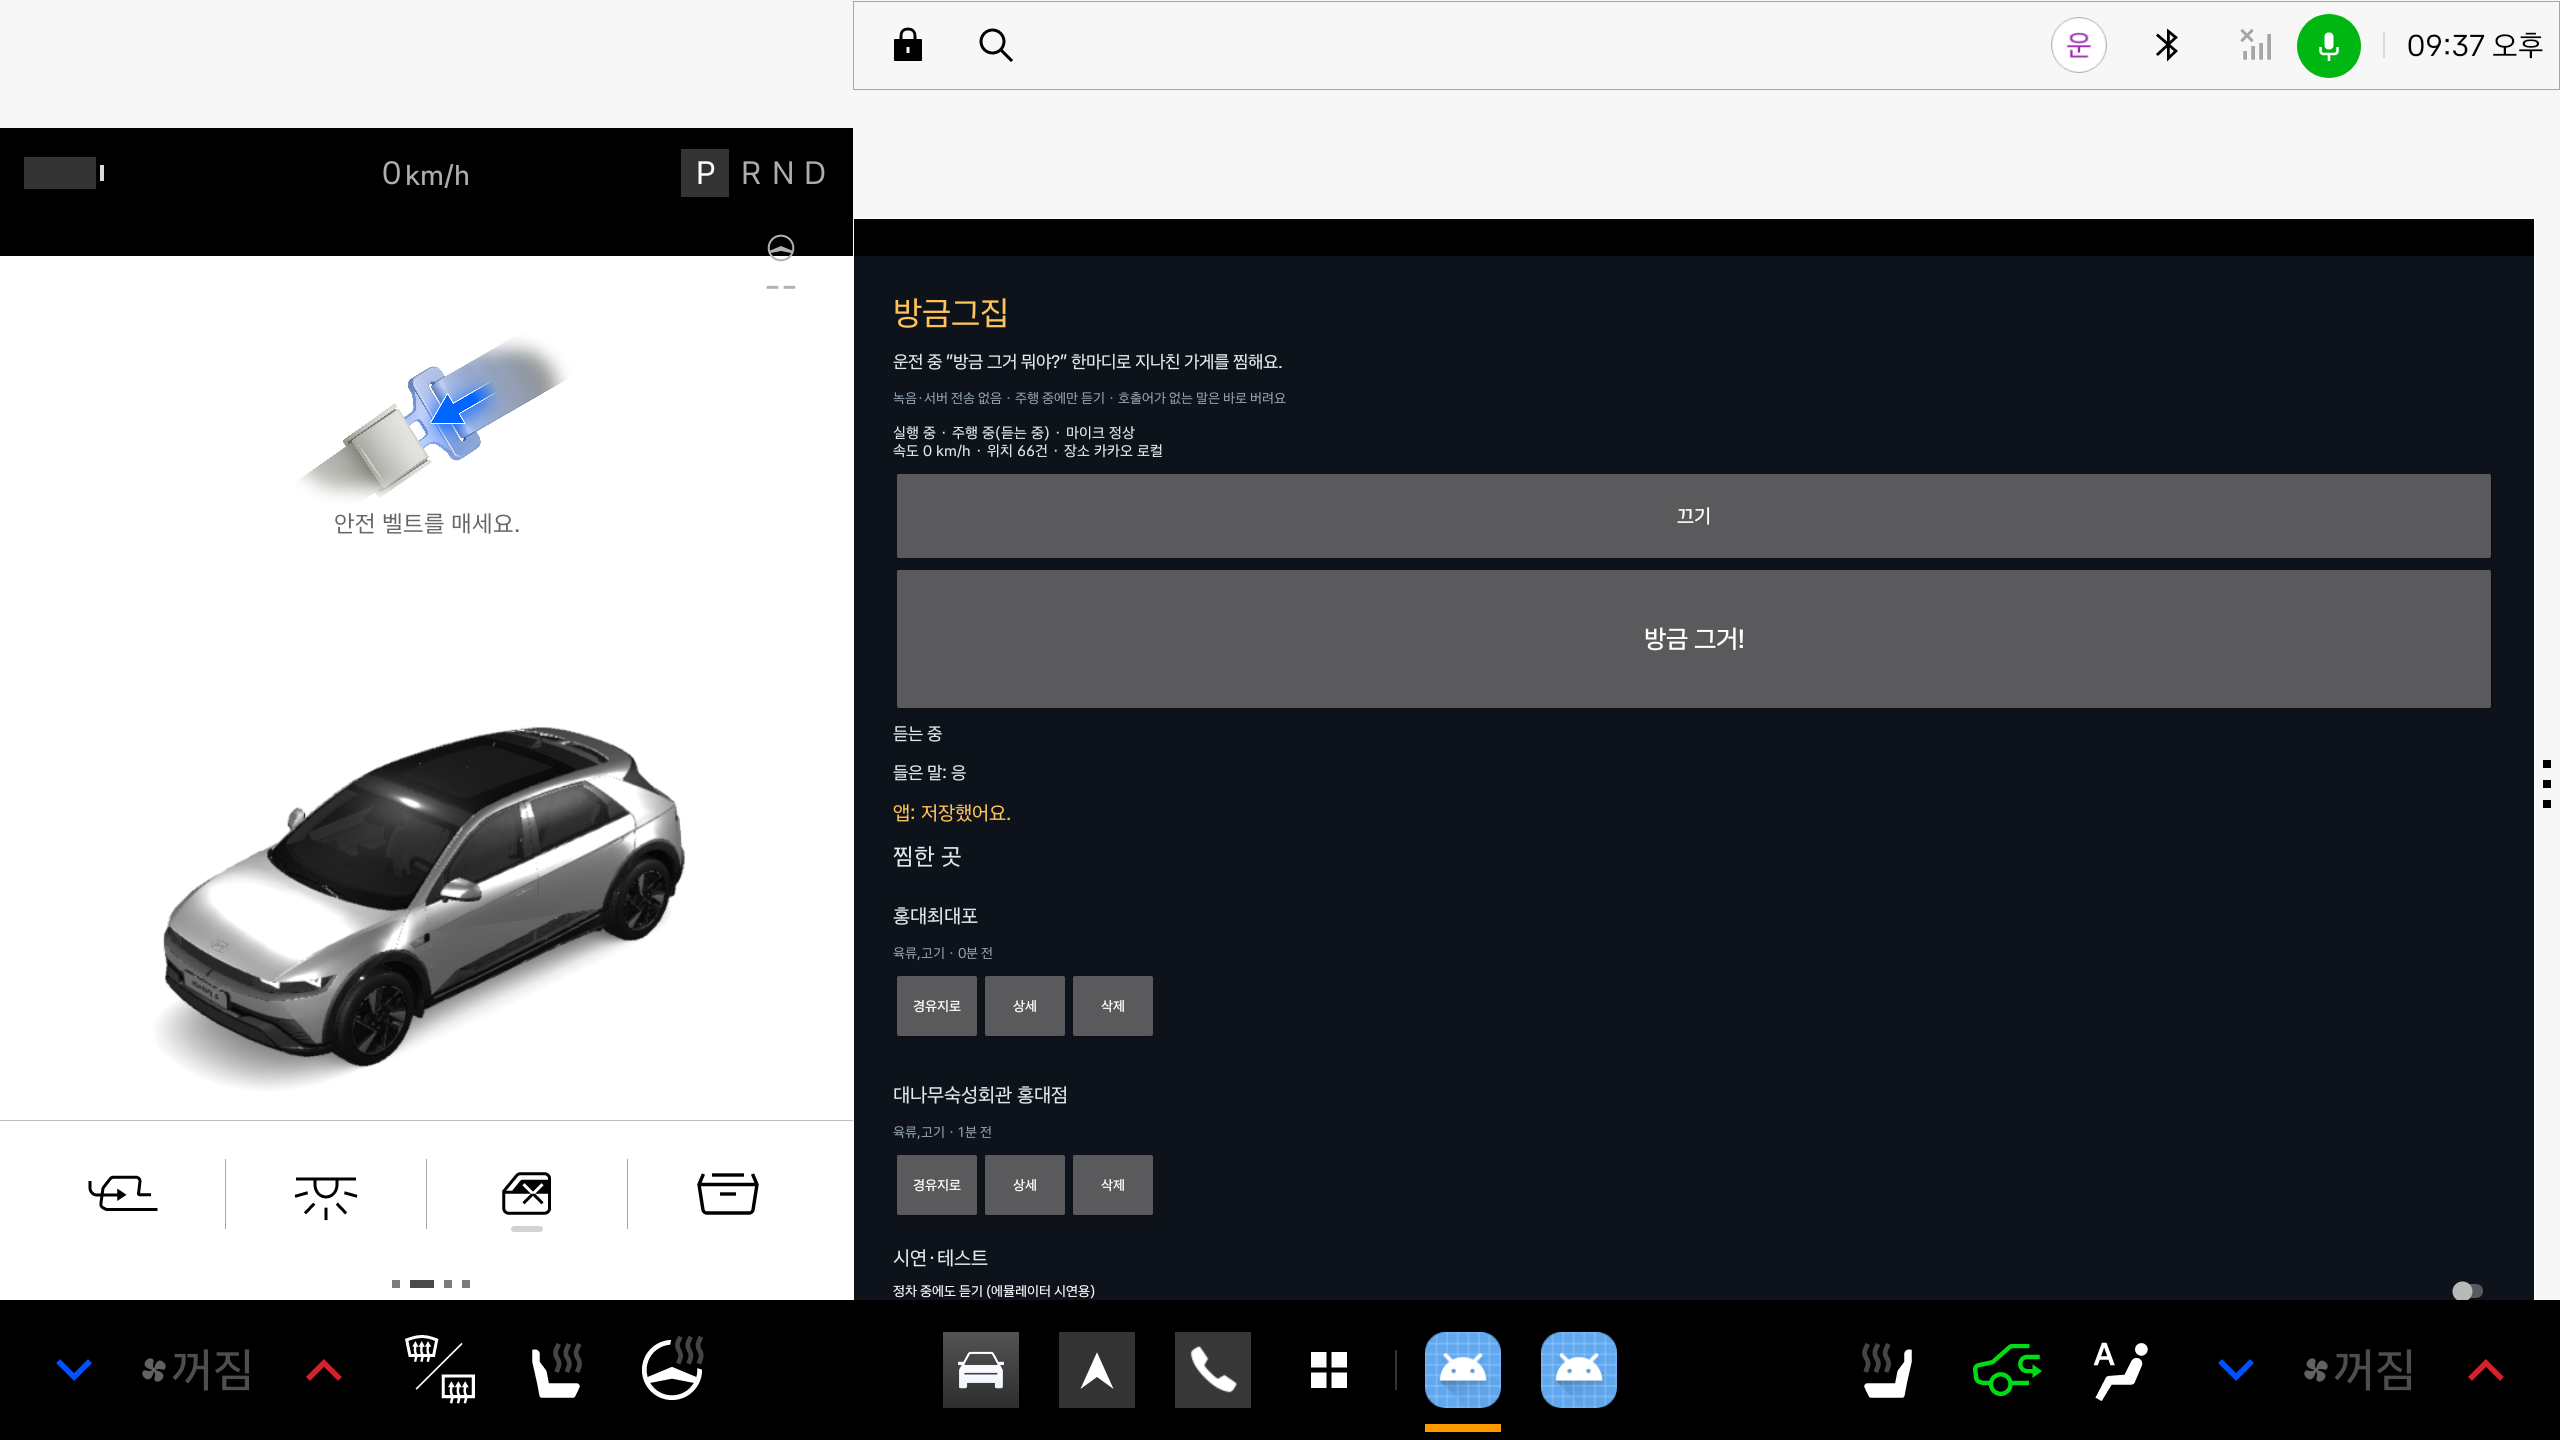 운
09:37 오후
0 km/h
P R N D
안전 벨트를 매세요.
방금그집
운전 중 "방금 그거 뭐야?" 한마디로 지나친 가게를 찜해요.
녹음·서버 전송 없음 · 주행 중에만 듣기 · 호출어가 없는 말은 바로 버려요
실행 중 · 주행 중(듣는 중) · 마이크 정상
속도 0 km/h · 위치 66건 · 장소 카카오 로컬
끄기
방금 그거!
듣는 중
들은 말: 응
앱: 저장했어요.
찜한 곳
홍대최대포
육류,고기 · 0분 전
경유지로 상세 삭제
대나무숙성회관 홍대점
육류,고기 · 1분 전
경유지로 상세 삭제
시연·테스트
정차 중에도 듣기 (에뮬레이터 시연용)
꺼짐
A
꺼짐